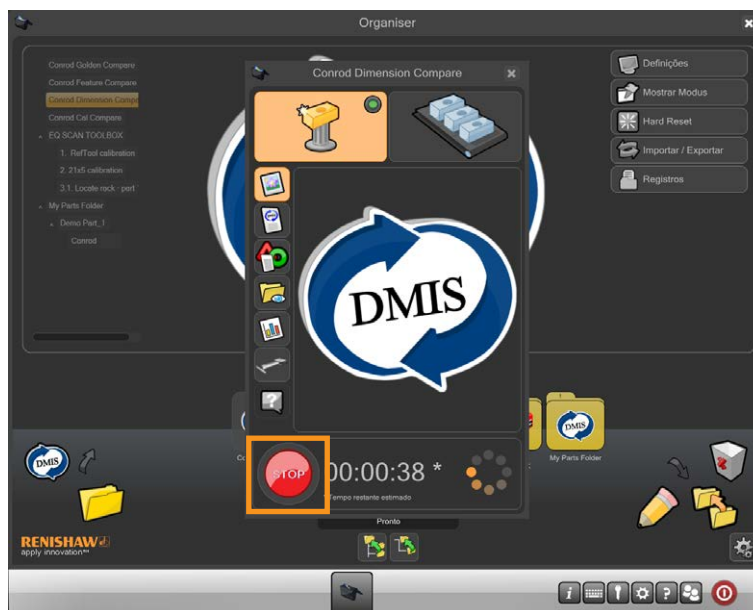 Organiser
Conrod Golden Compare
Conrod Feature Compare
Conrod Dimension Comp
Conrod Cal Compare
EQ SCAN TOOLBOX
1. RefTool calibration
2. 21x5 calibration
3.1. Locate rack - part
My Parts Folder
Demo Part_1
Conrod
Definições
Mostrar Modus
Hard Reset
Importar / Exportar
Registros
Conrod Dimension Compare
DMIS
STOP
00:00:38 *
* Tempo restante estimado
Pronto
DMIS
My Parts Folder
DMIS
RENISHAW
apply innovation™